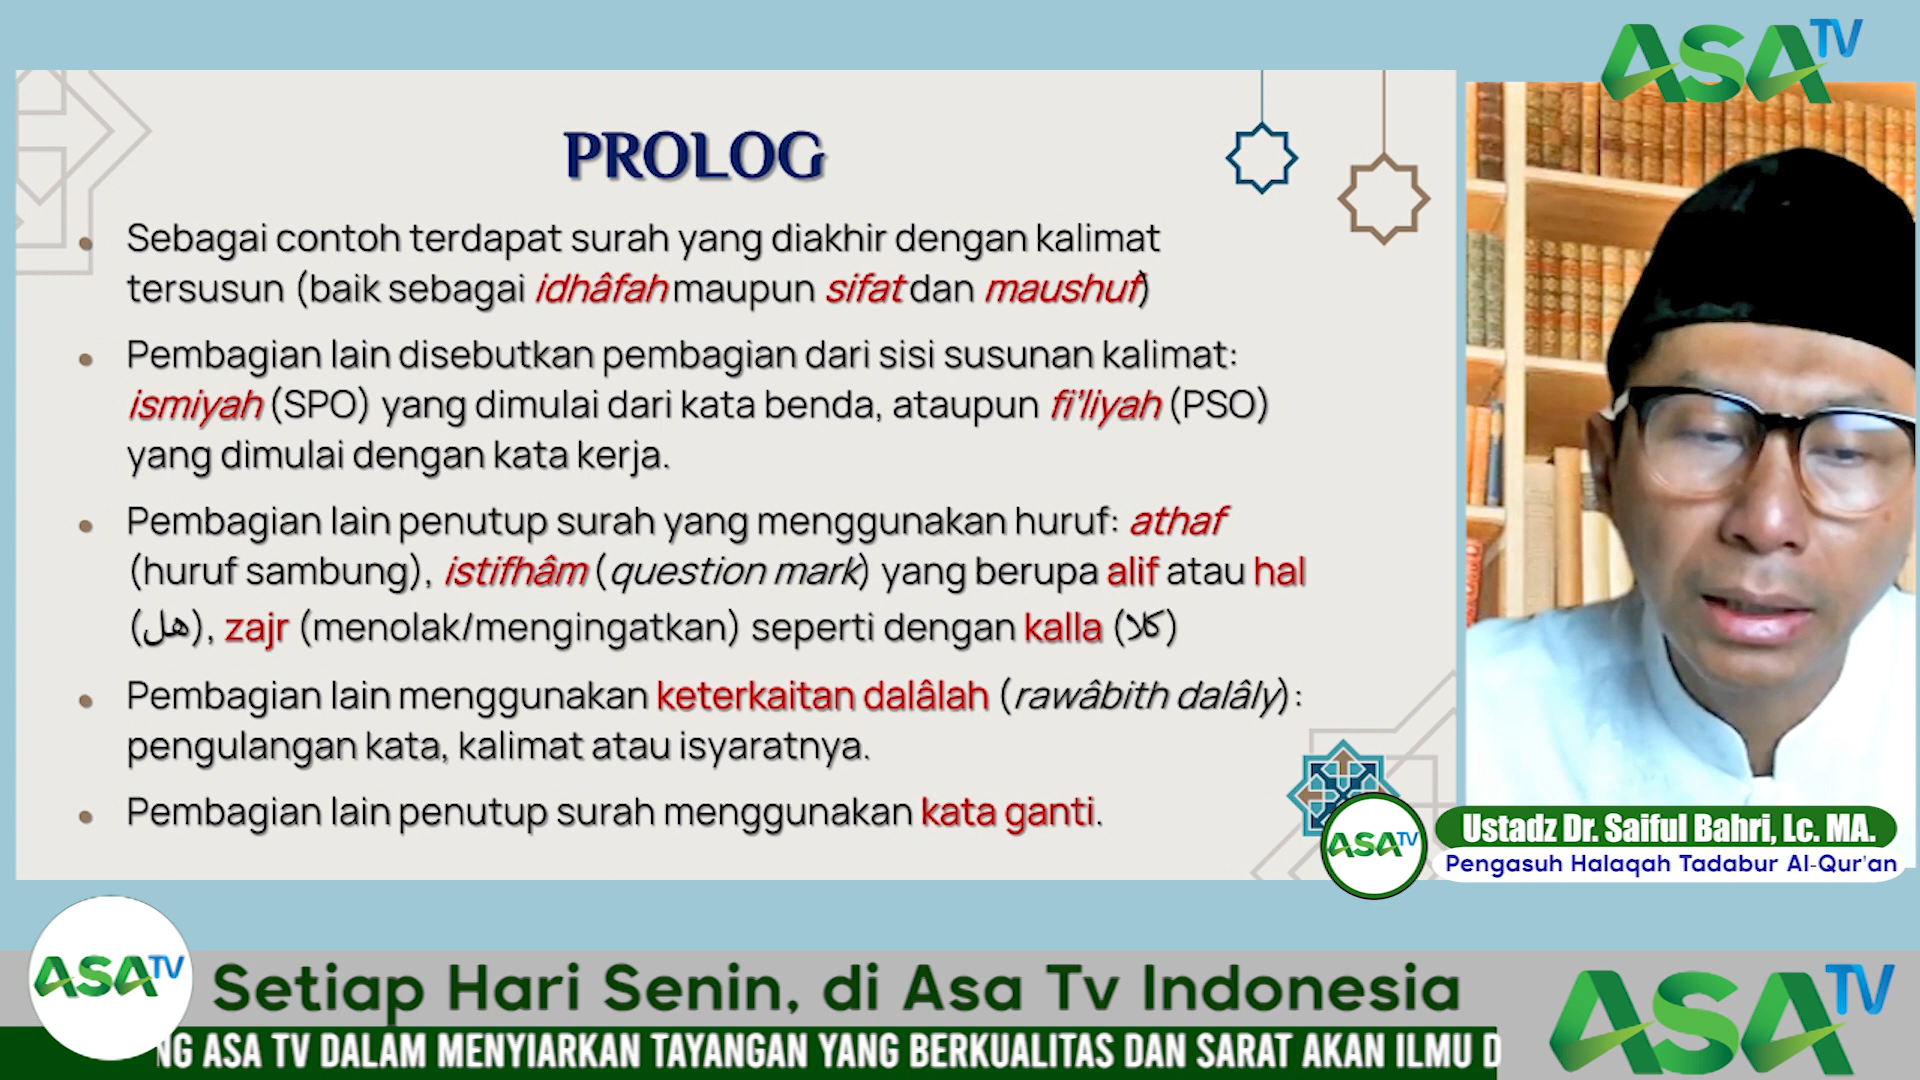 ASA TV
PROLOG
Sebagai contoh terdapat surah yang diakhir dengan kalimat
tersusun (baik sebagai idhâfah maupun sifat dan maushuf)
Pembagian lain disebutkan pembagian dari sisi susunan kalimat:
ismiyah (SPO) yang dimulai dari kata benda, ataupun fi'liyah (PSO)
yang dimulai dengan kata kerja.
Pembagian lain penutup surah yang menggunakan huruf: athaf
(huruf sambung), istifhâm (question mark) yang berupa alif atau hal
(هل), zajr (menolak/mengingatkan) seperti dengan kalla (كلا)
Pembagian lain menggunakan keterkaitan dalâlah (rawâbith dalâly):
pengulangan kata, kalimat atau isyaratnya.
Pembagian lain penutup surah menggunakan kata ganti.
ASA TV
Ustadz Dr. Saiful Bahri, Lc. MA.
Pengasuh Halaqah Tadabur Al-Qur'an
ASA TV
Setiap Hari Senin, di Asa Tv Indonesia
NG ASA TV DALAM MENYIARKAN TAYANGAN YANG BERKUALITAS DAN SARAT AKAN ILMU D
ASA TV